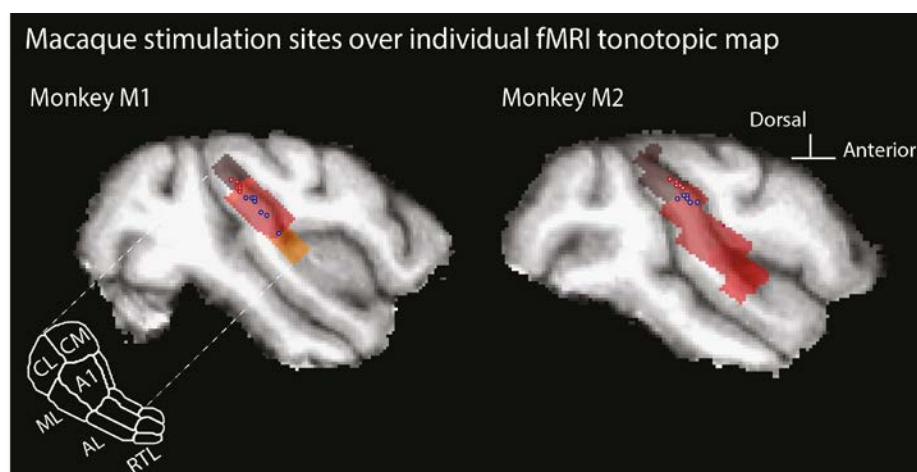 Macaque stimulation sites over individual fMRI tonotopic map
Monkey M1
Monkey M2
Dorsal
Anterior
CL
CM
A1
ML
AL
RTL